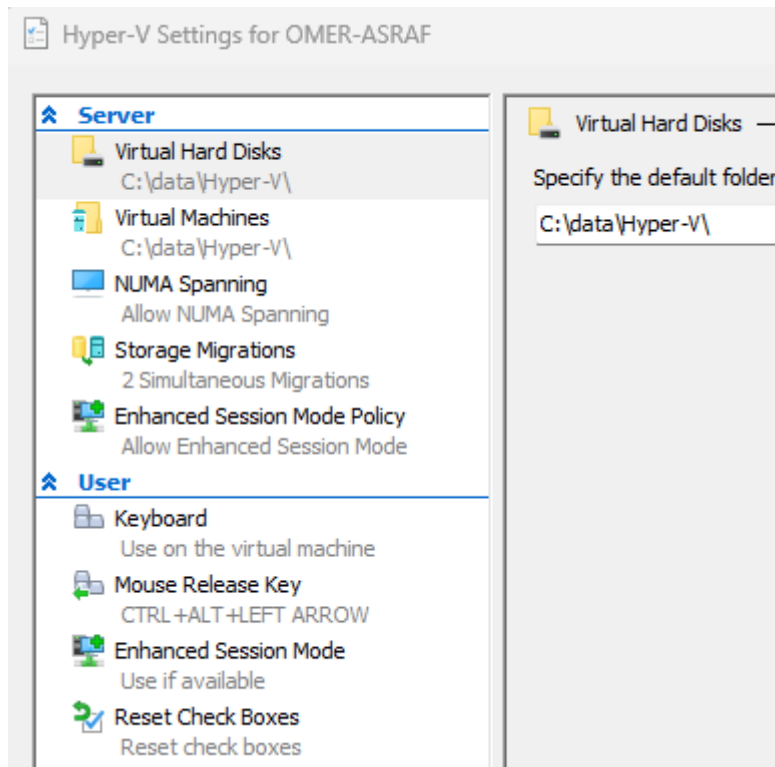 Hyper-V Settings for OMER-ASRAF
Server
Virtual Hard Disks
C:\data\Hyper-V\
Virtual Machines
C:\data\Hyper-V\
NUMA Spanning
Allow NUMA Spanning
Storage Migrations
2 Simultaneous Migrations
Enhanced Session Mode Policy
Allow Enhanced Session Mode
User
Keyboard
Use on the virtual machine
Mouse Release Key
CTRL+ALT+LEFT ARROW
Enhanced Session Mode
Use if available
Reset Check Boxes
Reset check boxes
Virtual Hard Disks
Specify the default folder
C:\data\Hyper-V\